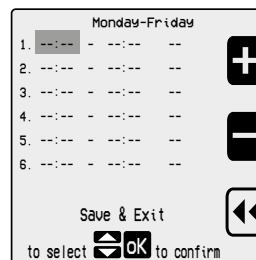 Monday-Friday
1. --:-- - --:-- --
2. --:-- - --:-- --
3. --:-- - --:-- --
4. --:-- - --:-- --
5. --:-- - --:-- --
6. --:-- - --:-- --
Save & Exit
to select OK to confirm